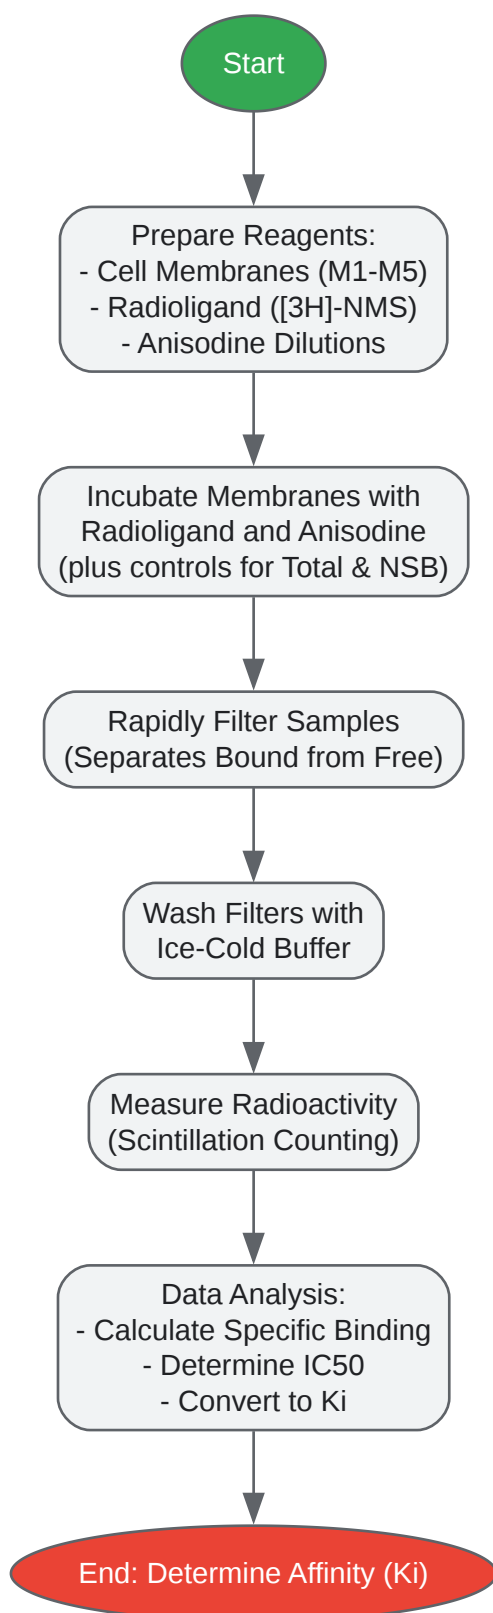 Start
Prepare Reagents:
- Cell Membranes (M1-M5)
- Radioligand ([3H]-NMS)
- Anisodine Dilutions
Incubate Membranes with
Radioligand and Anisodine
(plus controls for Total & NSB)
Rapidly Filter Samples
(Separates Bound from Free)
Wash Filters with
Ice-Cold Buffer
Measure Radioactivity
(Scintillation Counting)
Data Analysis:
- Calculate Specific Binding
- Determine IC50
- Convert to Ki
End: Determine Affinity (Ki)